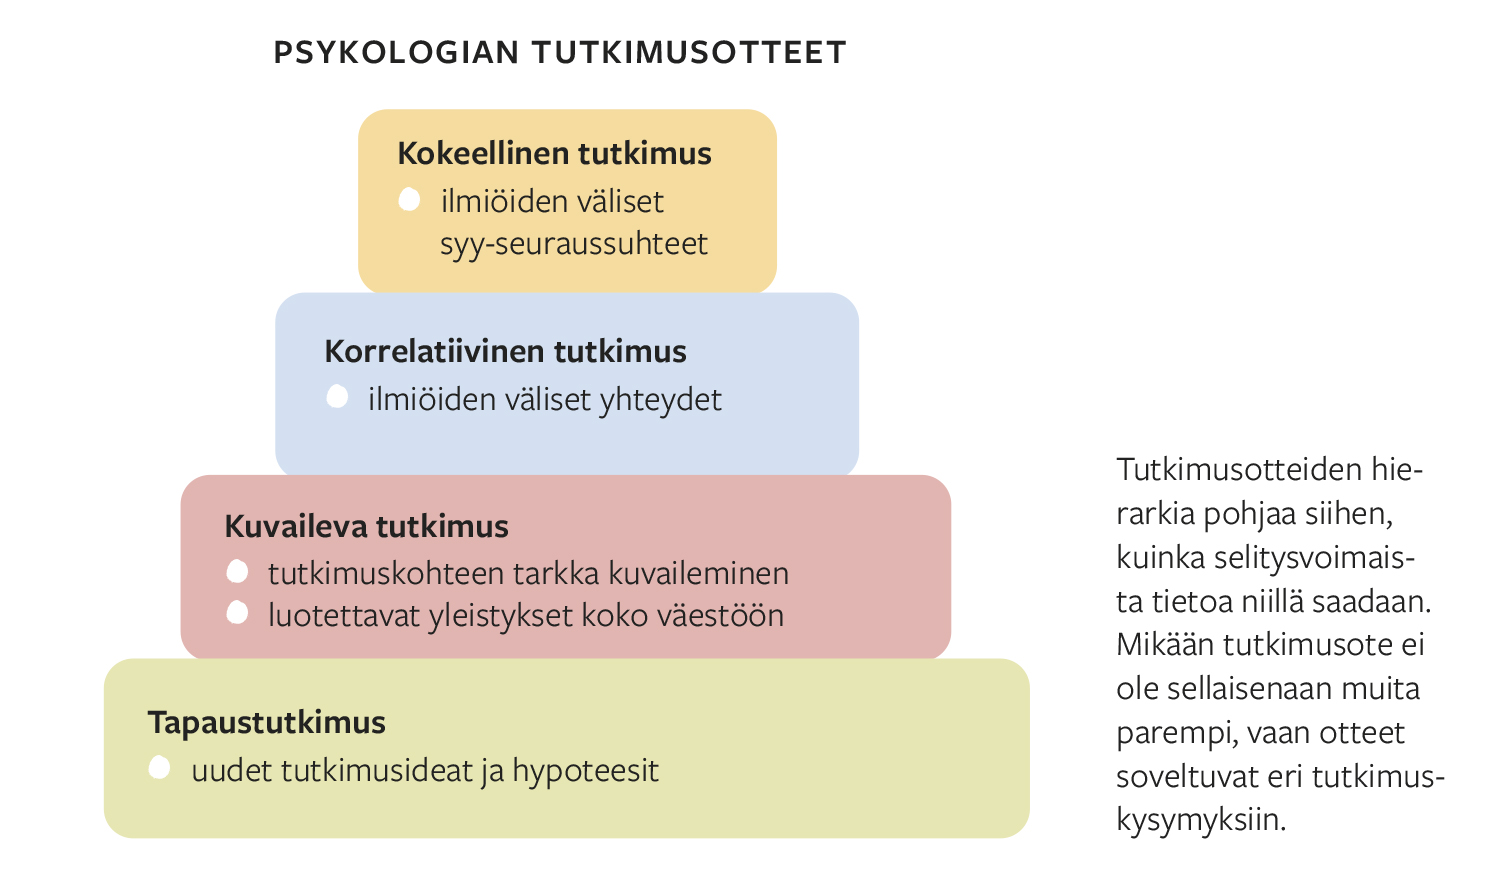 PSYKOLOGIAN TUTKIMUSOTTEET
Kokeellinen tutkimus
ilmiöiden väliset
syy-seuraussuhteet
Korrelatiivinen tutkimus
ilmiöiden väliset yhteydet
Kuvaileva tutkimus
tutkimuskohteen tarkka kuvaileminen
luotettavat yleistykset koko väestöön
Tapaustutkimus
uudet tutkimusideat ja hypoteesit
Tutkimusotteiden hie-
rarkia pohjaa siihen,
kuinka selitysvoimais-
ta tietoa niillä saadaan.
Mikään tutkimusote ei
ole sellaisenaan muita
parempi, vaan otteet
soveltuvat eri tutkimus-
kysymyksiin.